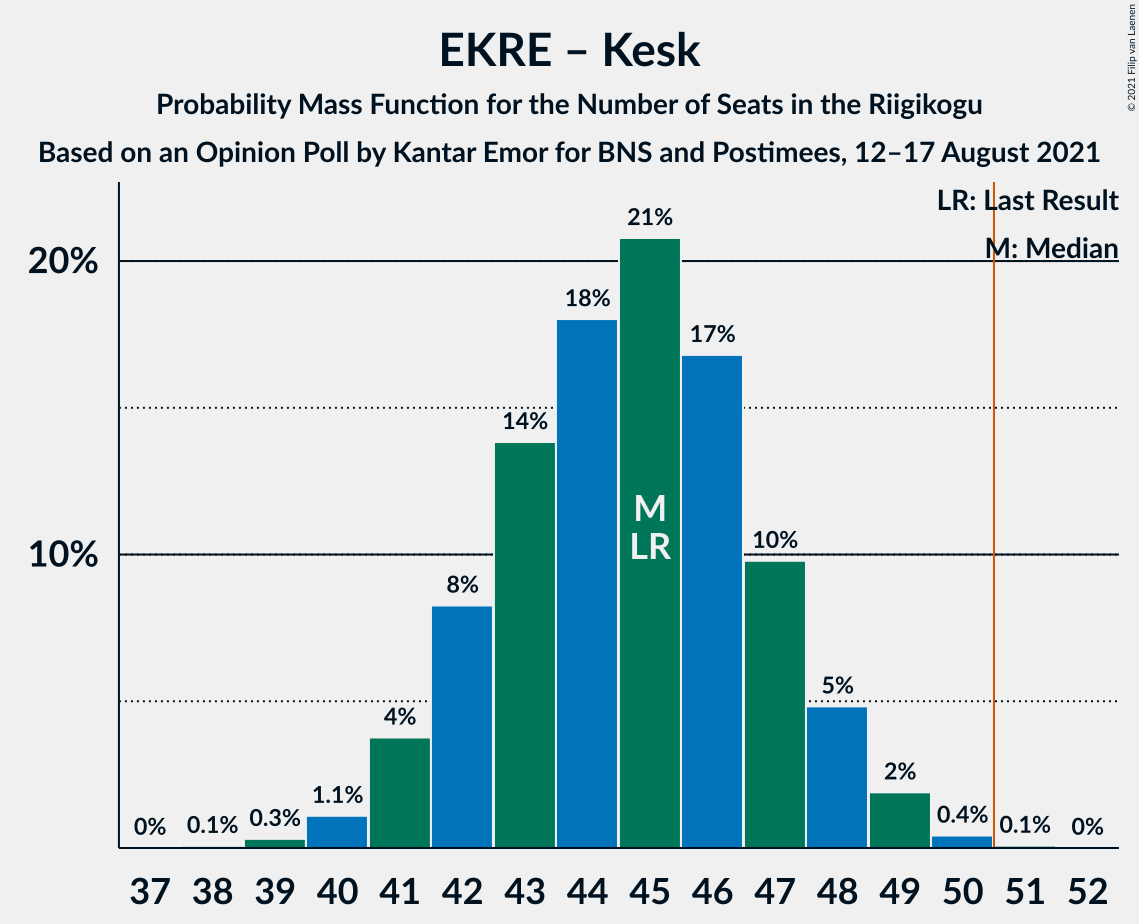 EKRE – Kesk
Probability Mass Function for the Number of Seats in the Riigikogu
Based on an Opinion Poll by Kantar Emor for BNS and Postimees, 12–17 August 2021
© 2021 Filip van Laenen
LR: Last Result
M: Median
20%
10%
0%
0.1%
0.3%
1.1%
4%
8%
14%
18%
21%
17%
10%
5%
2%
0.4%
0.1%
0%
M
LR
37 38 39 40 41 42 43 44 45 46 47 48 49 50 51 52